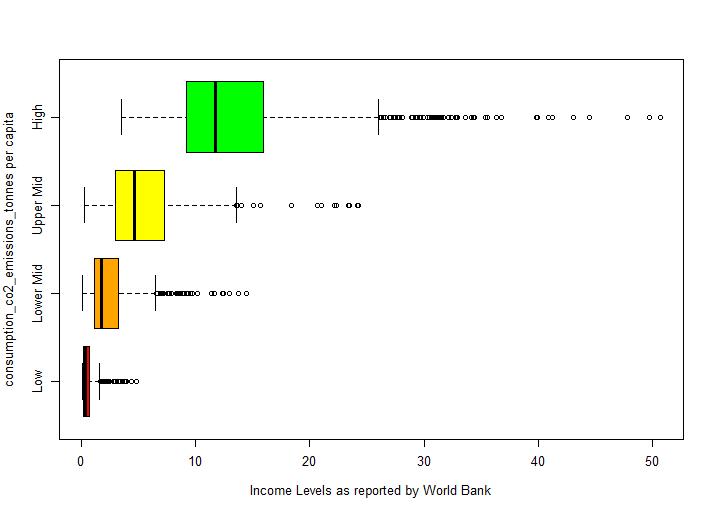 consumption_co2_emissions_tonnes per capita
High
Upper Mid
Lower Mid
Low
0 10 20 30 40 50
Income Levels as reported by World Bank